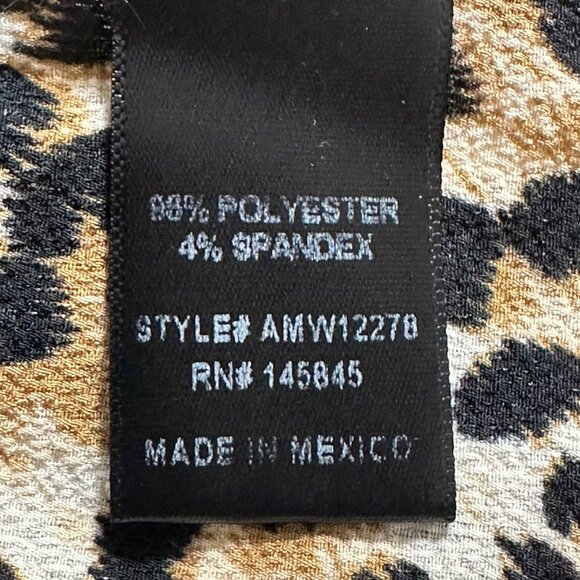 96% POLYESTER
4% SPANDEX
STYLE# AMW12278
RN# 145845
MADE IN MEXICO